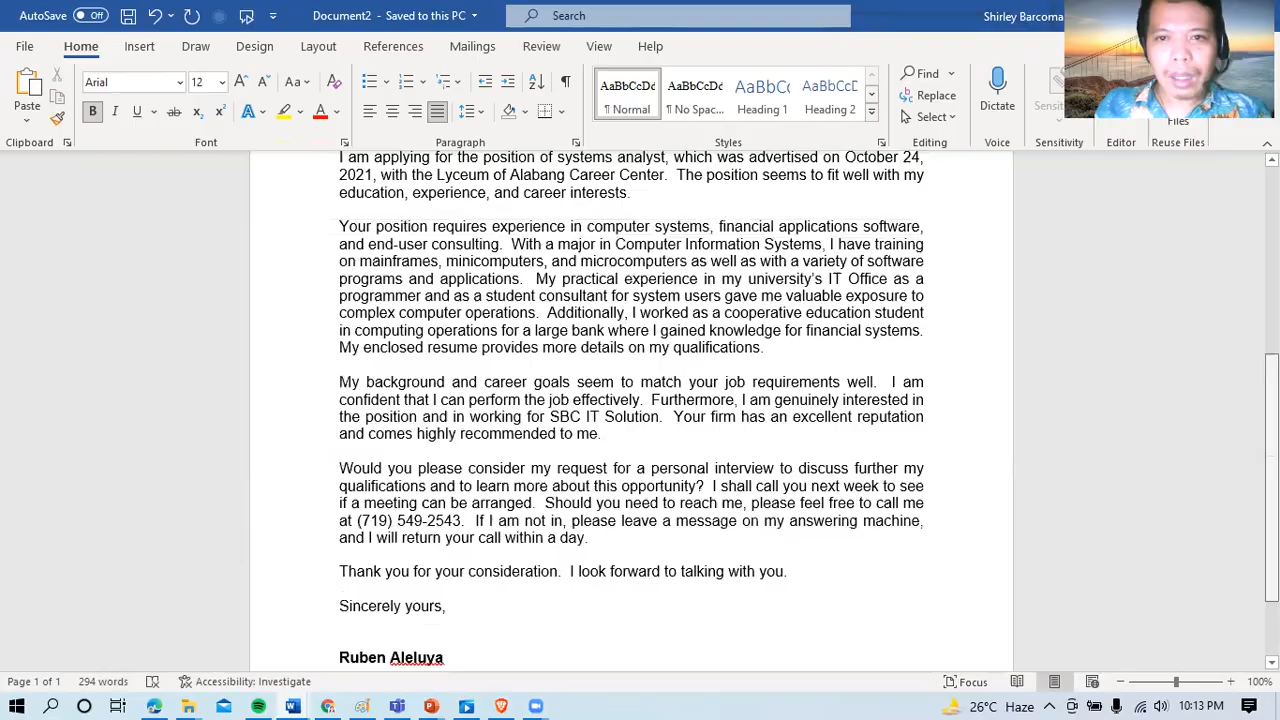 AutoSave Off Document2 - Saved to this PC Search Shirley Barcoma
File Home Insert Draw Design Layout References Mailings Review View Help
Paste Arial 12 Aa AaBbCcDd AaBbCcDd AaBbCc AaBbCcD Find Replace Select Dictate
¶ Normal ¶ No Spac... Heading 1 Heading 2
Clipboard Font Paragraph Styles Editing Voice Sensitivity Editor Reuse Files
I am applying for the position of systems analyst, which was advertised on October 24,
2021, with the Lyceum of Alabang Career Center. The position seems to fit well with my
education, experience, and career interests.
Your position requires experience in computer systems, financial applications software,
and end-user consulting. With a major in Computer Information Systems, I have training
on mainframes, minicomputers, and microcomputers as well as with a variety of software
programs and applications. My practical experience in my university's IT Office as a
programmer and as a student consultant for system users gave me valuable exposure to
complex computer operations. Additionally, I worked as a cooperative education student
in computing operations for a large bank where I gained knowledge for financial systems.
My enclosed resume provides more details on my qualifications.
My background and career goals seem to match your job requirements well. I am
confident that I can perform the job effectively. Furthermore, I am genuinely interested in
the position and in working for SBC IT Solution. Your firm has an excellent reputation
and comes highly recommended to me.
Would you please consider my request for a personal interview to discuss further my
qualifications and to learn more about this opportunity? I shall call you next week to see
if a meeting can be arranged. Should you need to reach me, please feel free to call me
at (719) 549-2543. If I am not in, please leave a message on my answering machine,
and I will return your call within a day.
Thank you for your consideration. I look forward to talking with you.
Sincerely yours,
Ruben Aleluya
Page 1 of 1 294 words Accessibility: Investigate Focus 100%
26°C Haze 10:13 PM